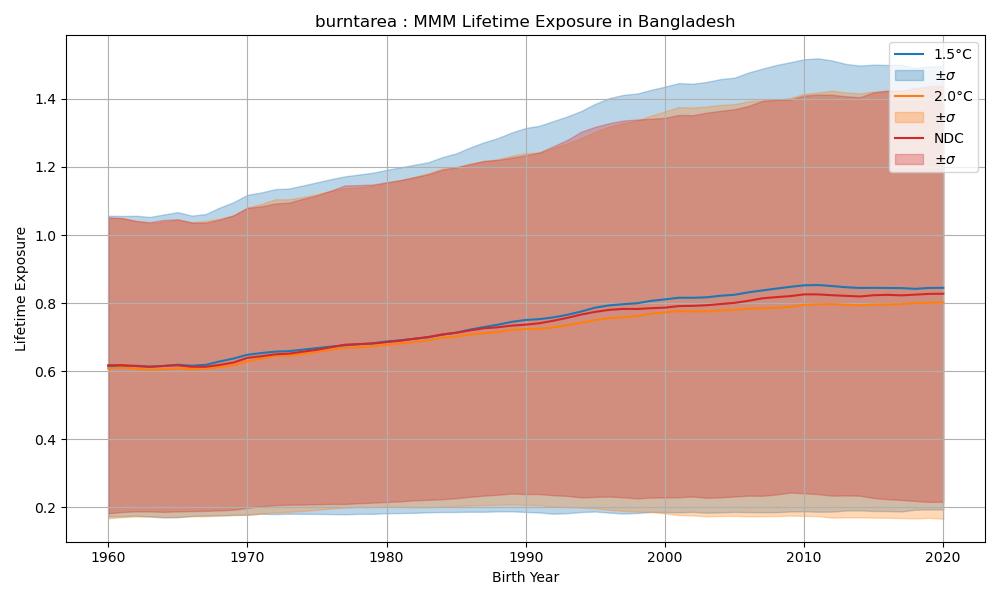 burntarea : MMM Lifetime Exposure in Bangladesh
1.5°C
±σ
2.0°C
±σ
NDC
±σ
1.4
1.2
1.0
0.8
0.6
0.4
0.2
Lifetime Exposure
1960 1970 1980 1990 2000 2010 2020
Birth Year